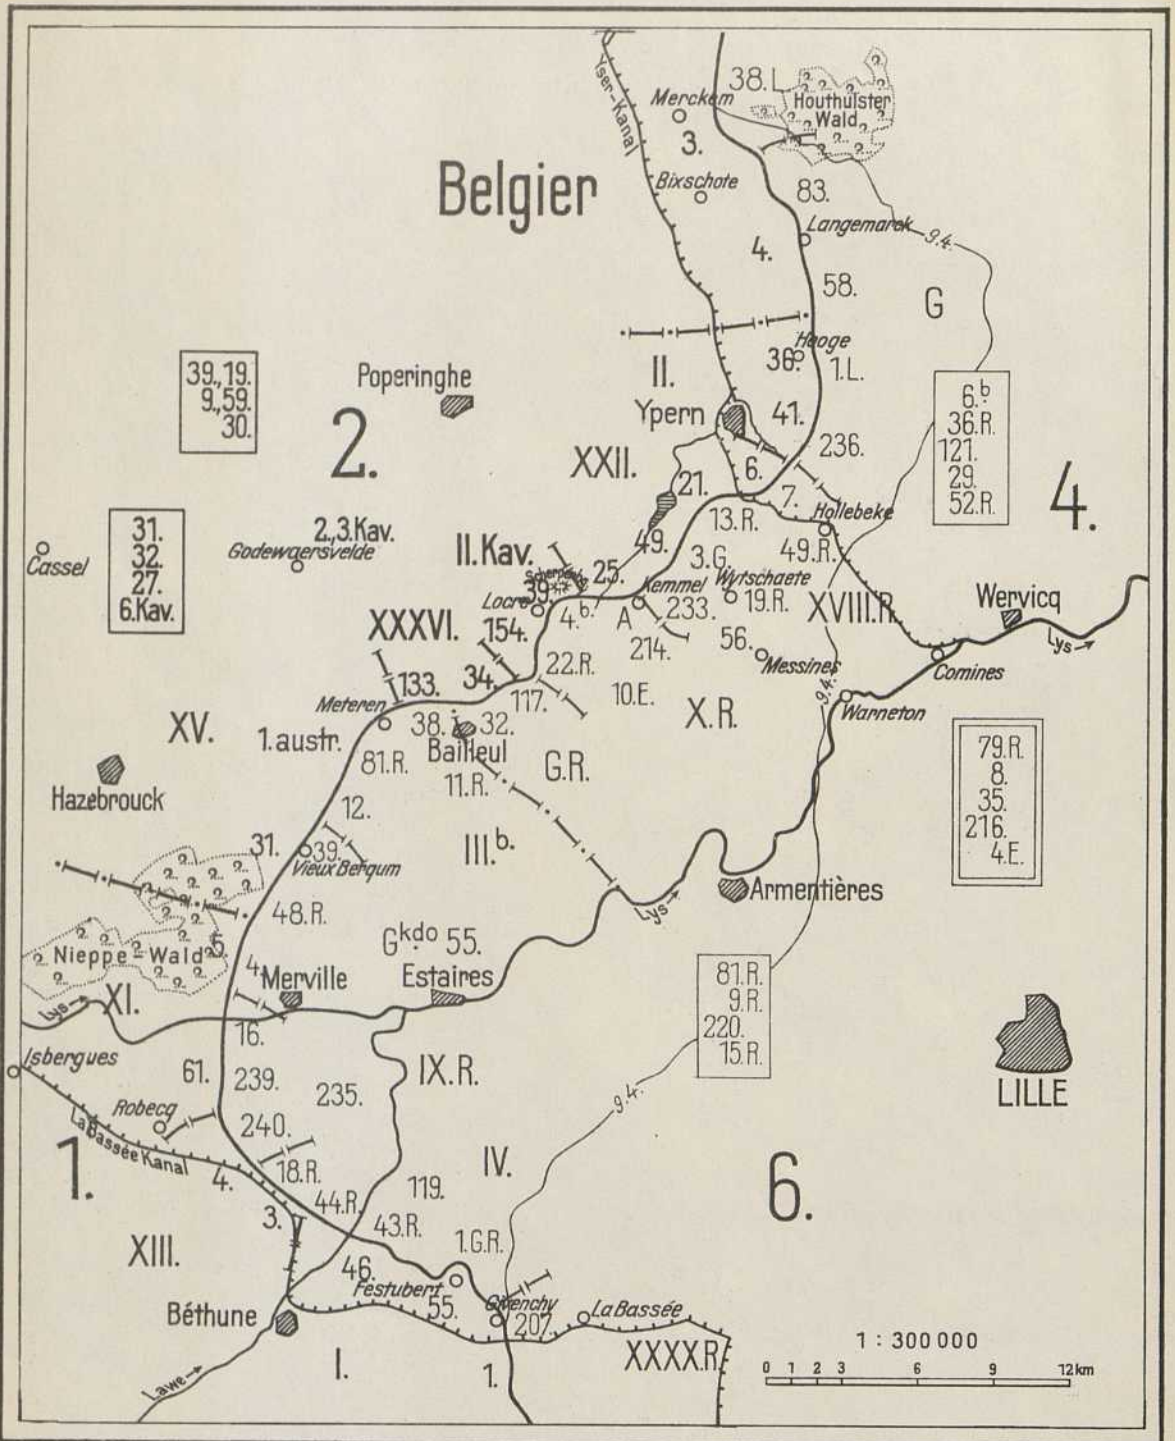 Yser-Kanal
38.L.
Merckem
Houthulster
Wald
3.
Bixschote
83.
Belgier
Langemarck
9.4.
4.
58.
G
Hooge
36.
1.L.
II.
39.,19.
9.,59.
30.
Poperinghe
2.
Ypern
41.
236.
6.b
36.R.
121.
29.
52.R.
4.
XXII.
6.
21.
7.
13.R.
Hollebeke
49.R.
31.
32.
27.
6.Kav.
Cassel
2.,3.Kav.
Godewaersvelde
II.Kav.
49.
3.G.
25.
39.
Locre
4.b.
Kemmel
A
Wytschaete
233.
19.R.
XVIII.R.
Wervicq
Lys
XXXVI.
154.
214.
56.
Messines
Comines
22.R.
133.
34.
117.
10.E.
9.4.
Warneton
Meteren
XV.
1.austr.
38.
32.
Bailleul
X.R.
81.R.
11.R.
G.R.
Hazebrouck
12.
79.R.
8.
35.
216.
4.E.
31.
39.
Vieux Berqum
III.b.
Armentières
Lys
48.R.
Gkdo 55.
Nieppe-Wald
5.
4.
Merville
Estaires
XI.
Lys
81.R.
9.R.
220.
15.R.
16.
Isbergues
61.
239.
235.
IX.R.
LILLE
Robecq
240.
9.4.
La Bassée Kanal
1.
4.
18.R.
IV.
119.
6.
44.R.
3.
43.R.
XIII.
1.G.R.
46.
Festubert
55.
Givenchy
207.
La Bassée
Béthune
XXXX.R.
1 : 300 000
I.
1.
Lawe
0 1 2 3 6 9 12km